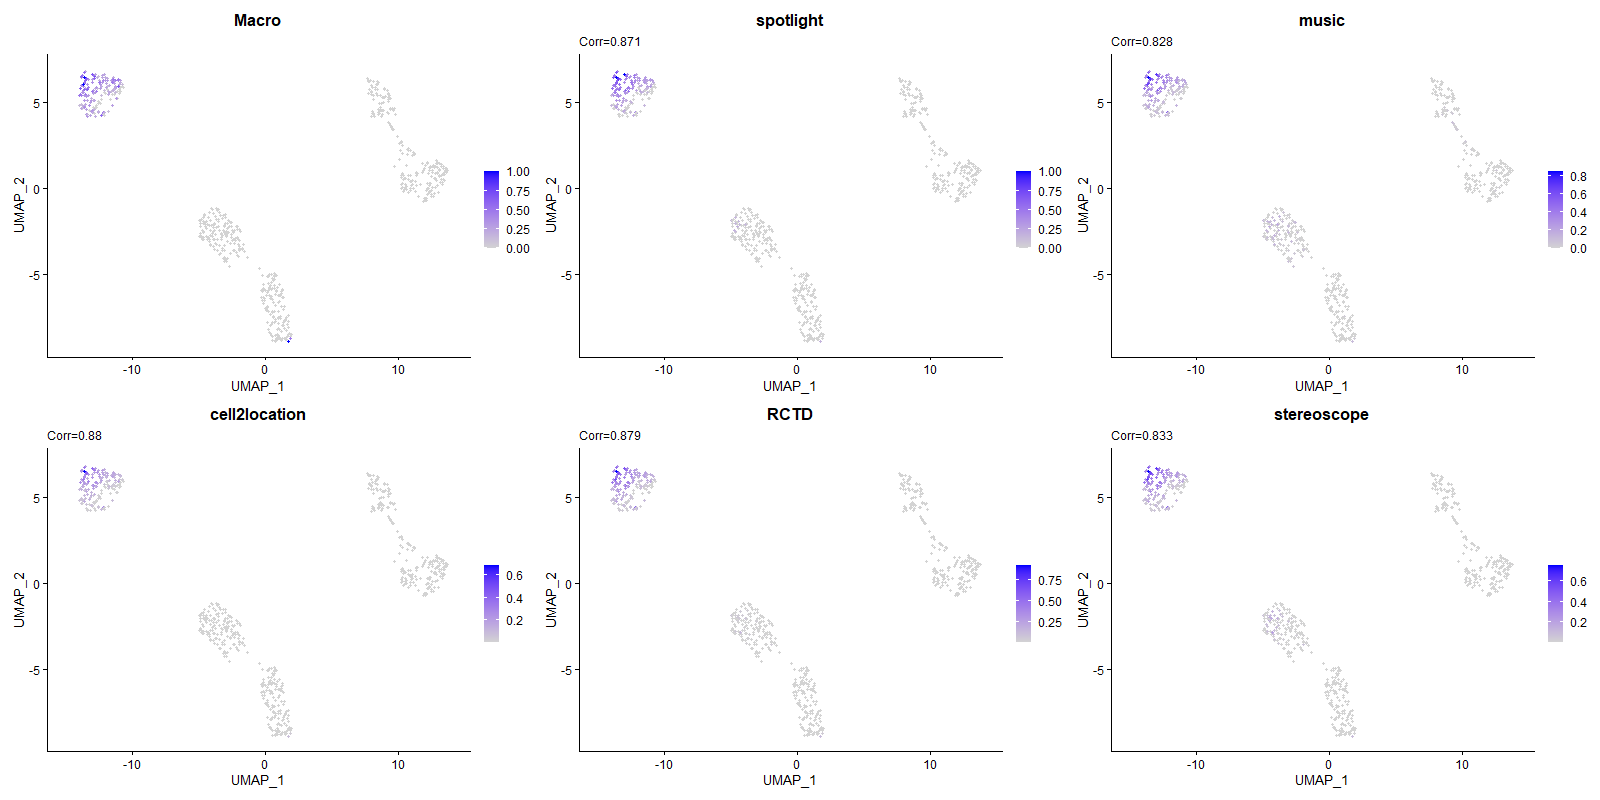 Macro
5
0
-5
-10
0
10
UMAP_2
UMAP_1
1.00
0.75
0.50
0.25
0.00
spotlight
Corr=0.871
5
0
-5
-10
0
10
UMAP_2
UMAP_1
1.00
0.75
0.50
0.25
0.00
music
Corr=0.828
5
0
-5
-10
0
10
UMAP_2
UMAP_1
0.8
0.6
0.4
0.2
0.0
cell2location
Corr=0.88
5
0
-5
-10
0
10
UMAP_2
UMAP_1
0.6
0.4
0.2
RCTD
Corr=0.879
5
0
-5
-10
0
10
UMAP_2
UMAP_1
0.75
0.50
0.25
stereoscope
Corr=0.833
5
0
-5
-10
0
10
UMAP_2
UMAP_1
0.6
0.4
0.2